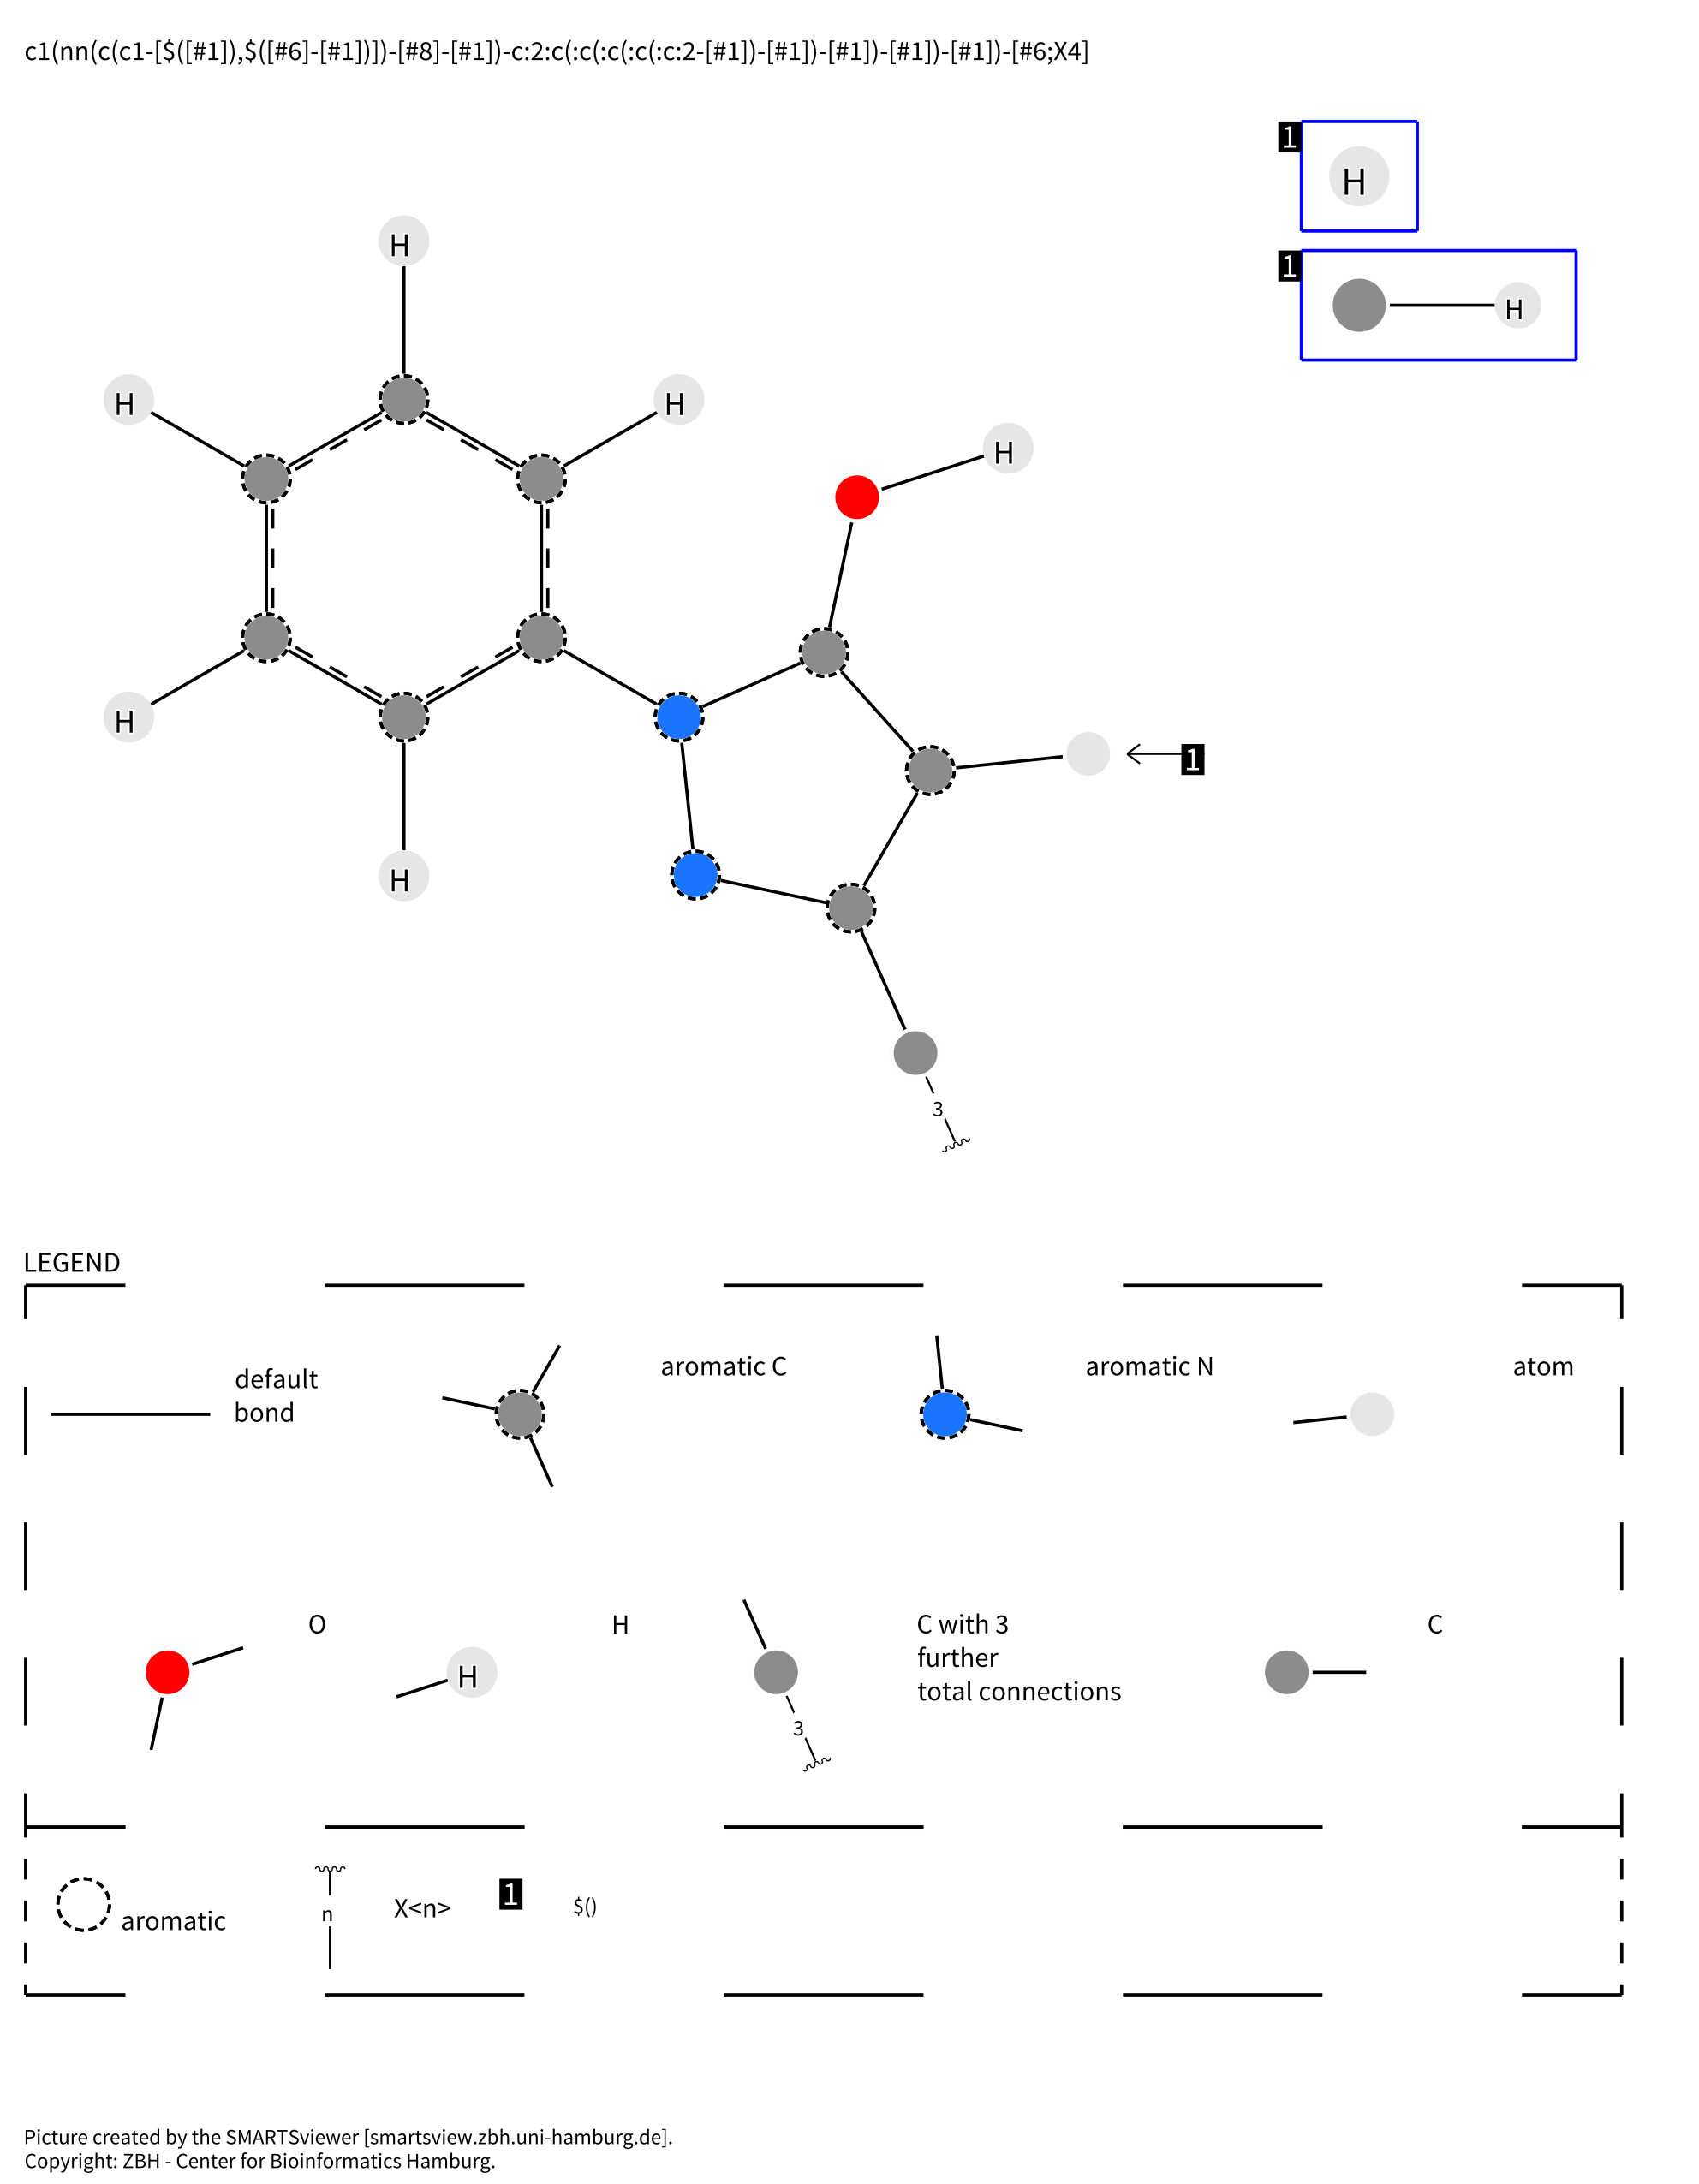 c1(nn(c(c1-[$([#1]),$([#6]-[#1])])-[#8]-[#1])-c:2:c(:c(:c(:c(:c:2-[#1])-[#1])-[#1])-[#1])-[#1])-[#6;X4]
1
H
1
H
H
H
H
H
H
1
H
3
LEGEND
default
bond
aromatic C
aromatic N
atom
O
H
H
C with 3
further
total connections
3
C
aromatic
n
X<n>
1
$()
Picture created by the SMARTSviewer [smartsview.zbh.uni-hamburg.de].
Copyright: ZBH - Center for Bioinformatics Hamburg.